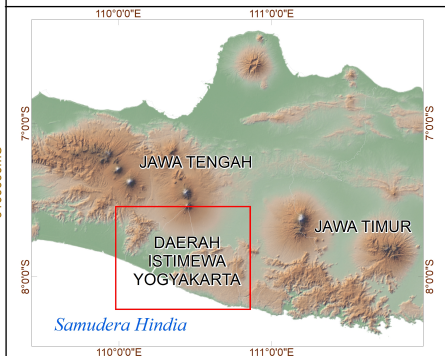 110°0'0"E 111°0'0"E
7°0'0"S 7°0'0"S
JAWA TENGAH
JAWA TIMUR
DAERAH
ISTIMEWA
YOGYAKARTA
8°0'0"S 8°0'0"S
Samudera Hindia
110°0'0"E 111°0'0"E